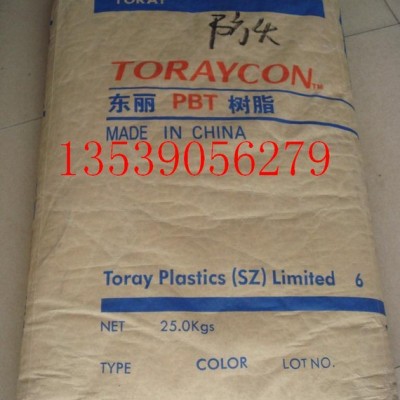 TORAY
防火
TORAYCON™
东丽 PBT 树脂
MADE IN CHINA
13539056279
Toray Plastics (SZ) Limited 6
NET 25.0Kgs
TYPE COLOR LOT NO.